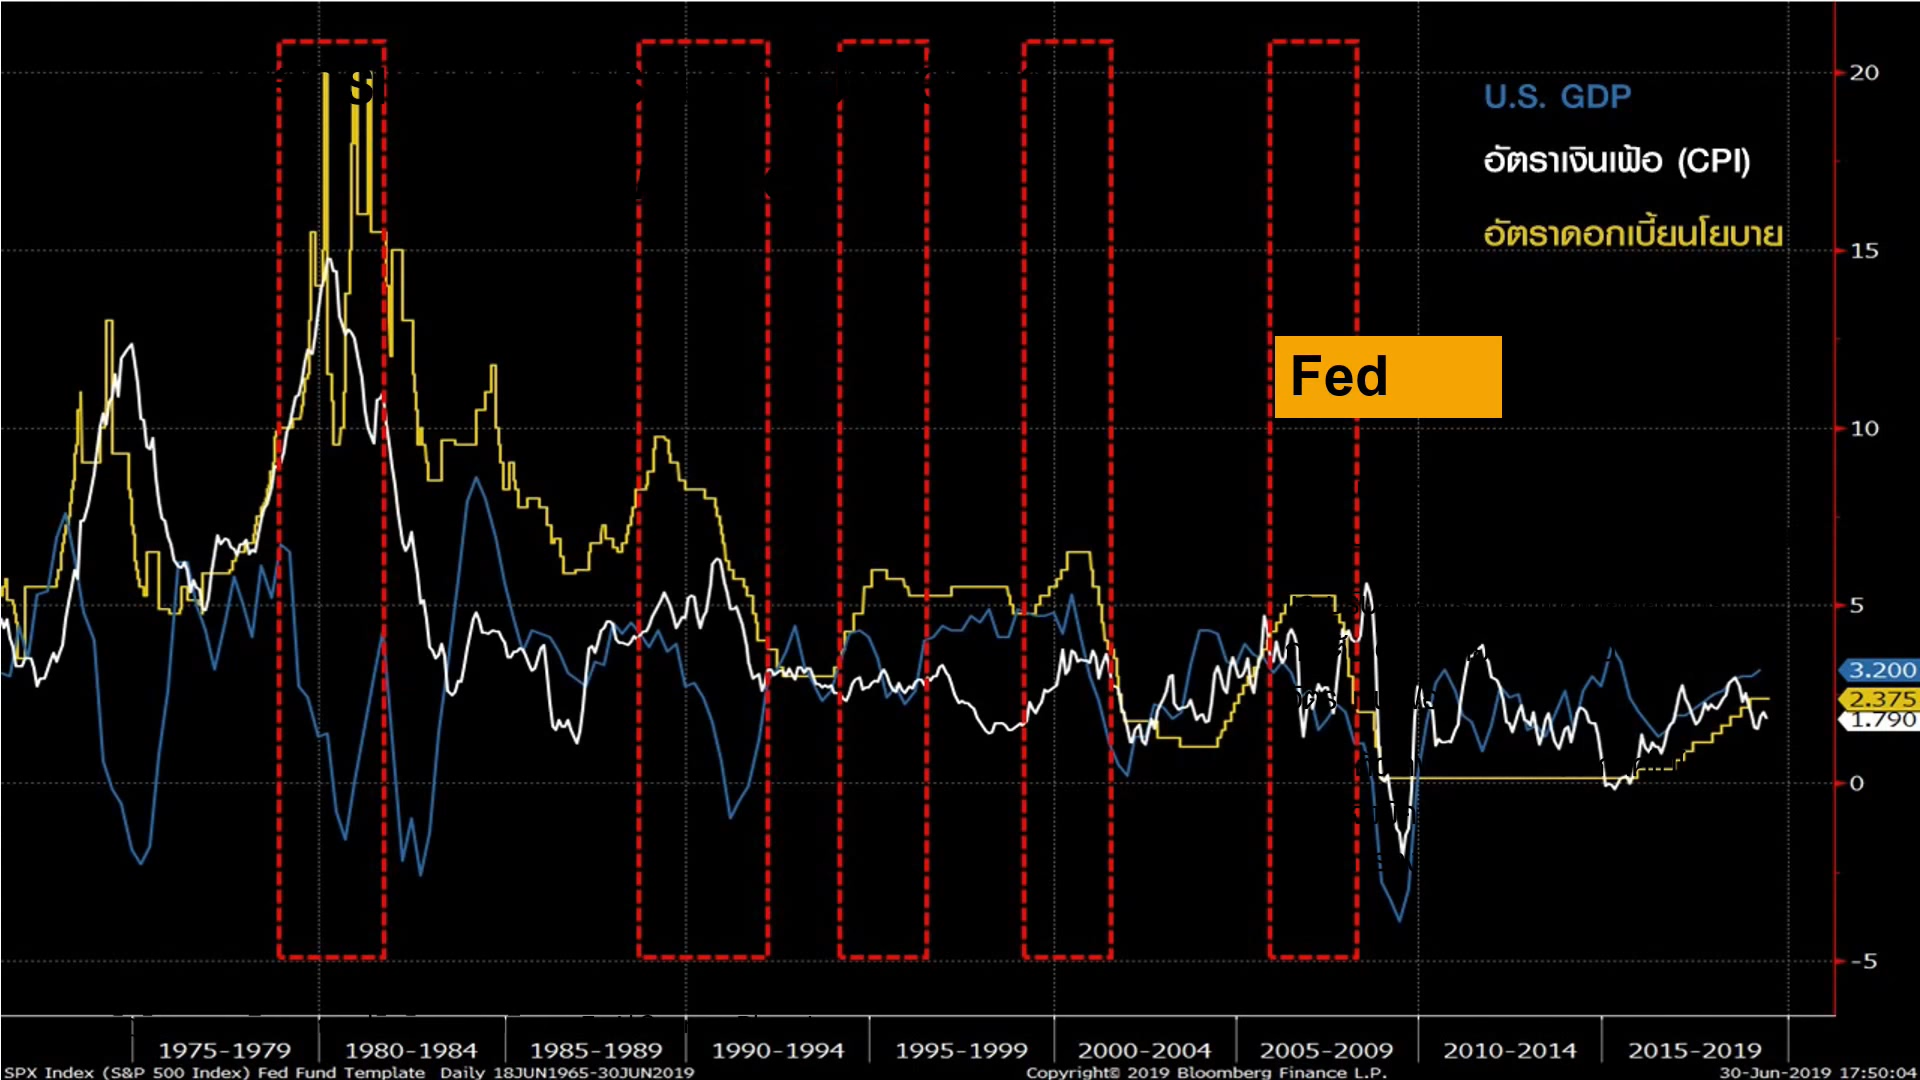 20
U.S. GDP
อัตราเงินเฟ้อ (CPI)
อัตราดอกเบี้ยนโยบาย
15
Fed
10
5
3.200
2.375
1.790
0
-5
1975-1979 1980-1984 1985-1989 1990-1994 1995-1999 2000-2004 2005-2009 2010-2014 2015-2019
SPX Index (S&P 500 Index) Fed Fund Template Daily 18JUN1965-30JUN2019 Copyright© 2019 Bloomberg Finance L.P. 30-Jun-2019 17:50:04